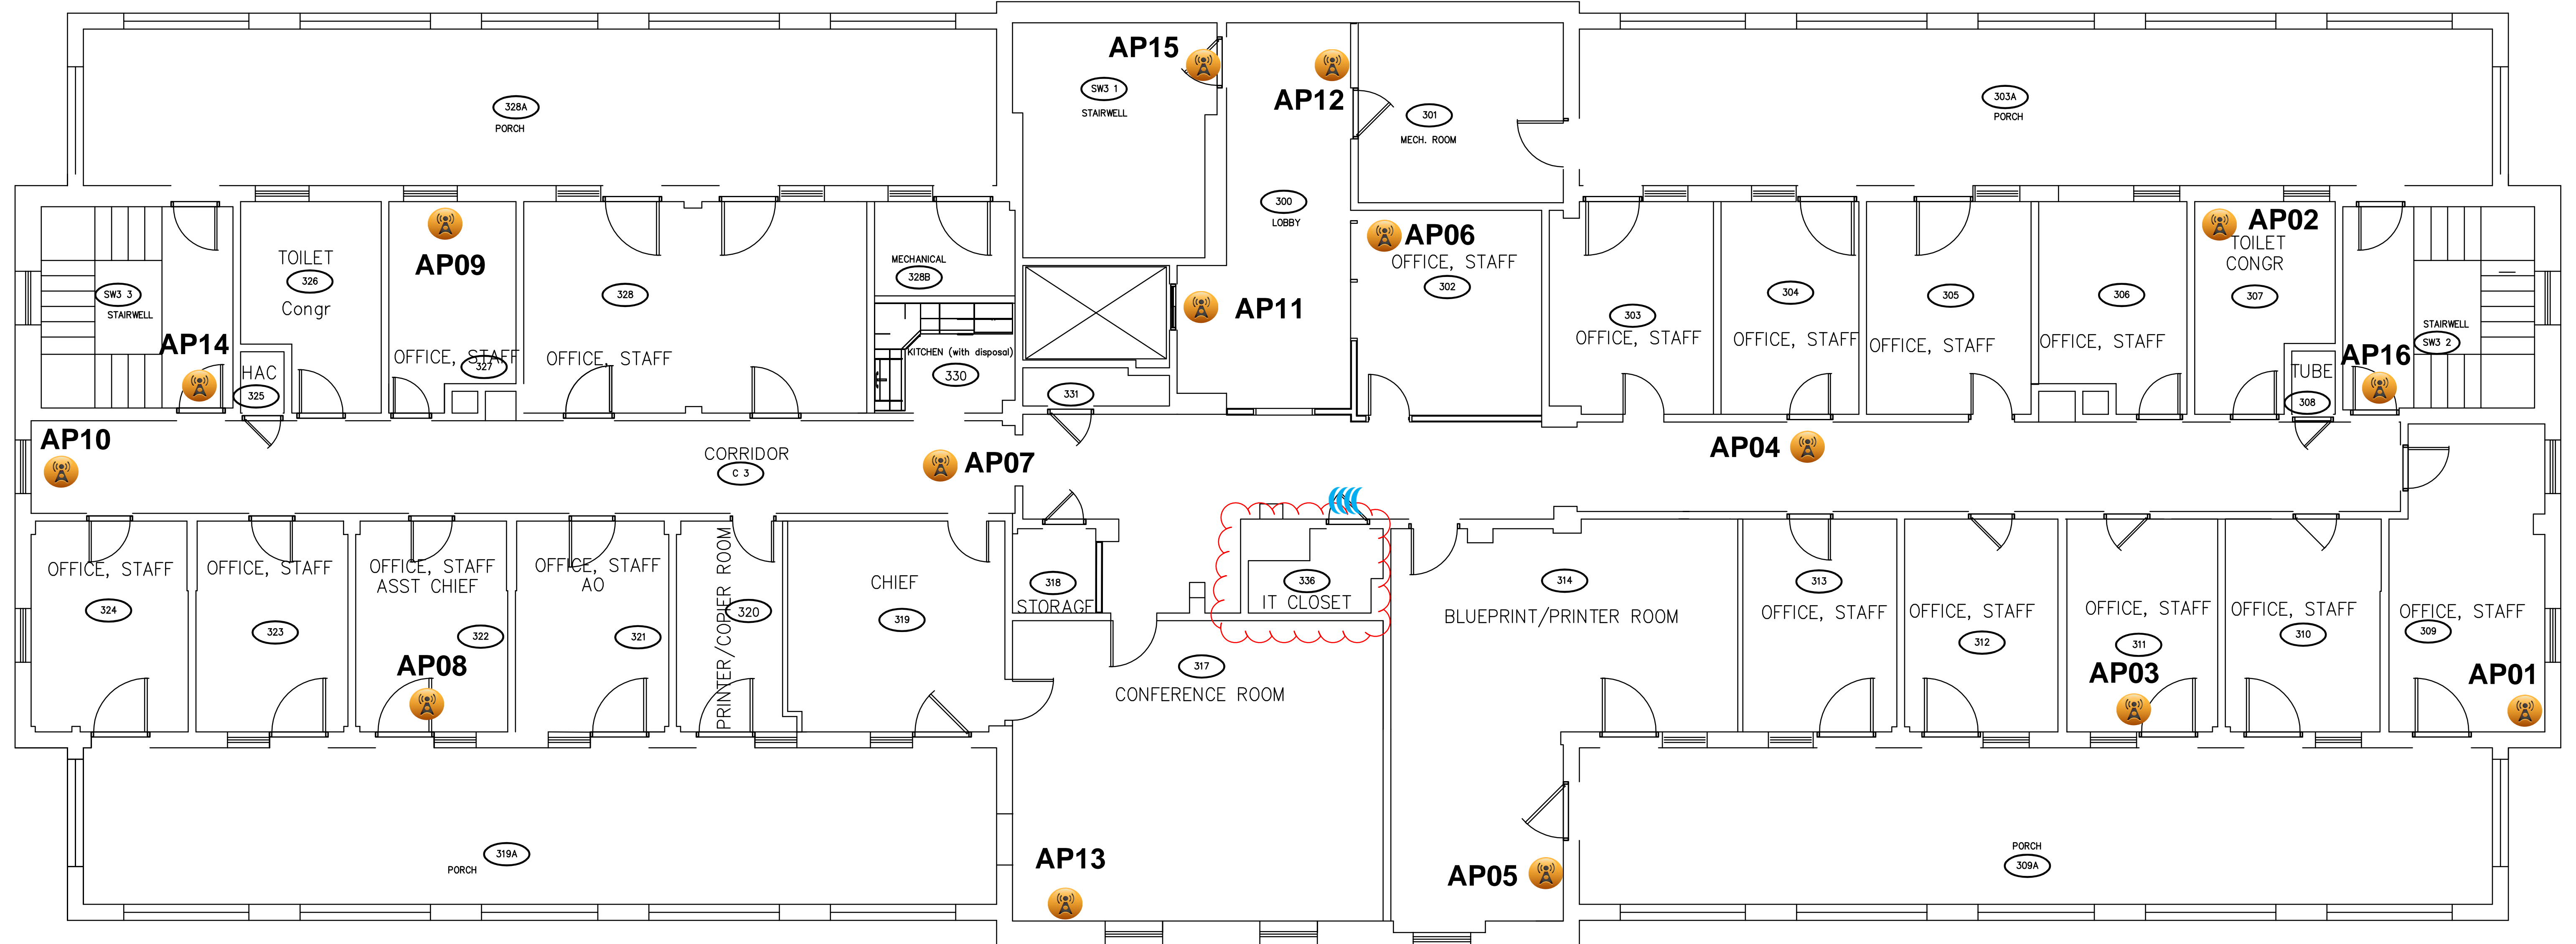 AP15
AP12
328A
PORCH
SW3 1
STAIRWELL
301
MECH. ROOM
303A
PORCH
300
LOBBY
AP09
AP06
OFFICE, STAFF
302
AP02
TOILET
CONGR
307
TOILET
326
Congr
MECHANICAL
328B
SW3 3
STAIRWELL
328
OFFICE, STAFF
AP11
303
OFFICE, STAFF
304
OFFICE, STAFF
305
OFFICE, STAFF
306
OFFICE, STAFF
STAIRWELL
SW3 2
AP14
HAC
325
OFFICE, STAFF
327
KITCHEN (with disposal)
330
331
AP16
TUBE
308
AP10
CORRIDOR
C 3
AP07
AP04
OFFICE, STAFF
324
OFFICE, STAFF
323
OFFICE, STAFF
ASST CHIEF
322
AP08
OFFICE, STAFF
AO
321
PRINTER/COPIER ROOM
320
CHIEF
319
318
STORAGE
336
IT CLOSET
317
CONFERENCE ROOM
314
BLUEPRINT/PRINTER ROOM
313
OFFICE, STAFF
OFFICE, STAFF
312
OFFICE, STAFF
311
AP03
OFFICE, STAFF
310
OFFICE, STAFF
309
AP01
319A
PORCH
AP13
AP05
PORCH
309A